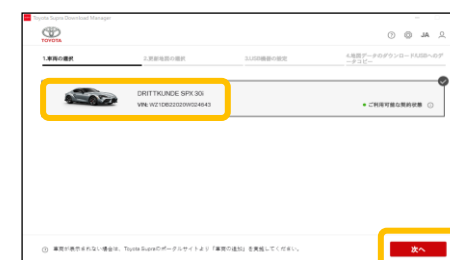 Toyota Supra Download Manager
TOYOTA
JA
1.車両の選択
2.更新地図の選択
3.USB機器の設定
4.地図データのダウンロード/USBへのデ
ータコピー
DRITTKUNDE SPX 30i
VIN: WZ1DB22020W024643
ご利用可能な契約状態
車両が表示されない場合は、Toyota Supraのポータルサイトより「車両の追加」を実施してください。
次へ